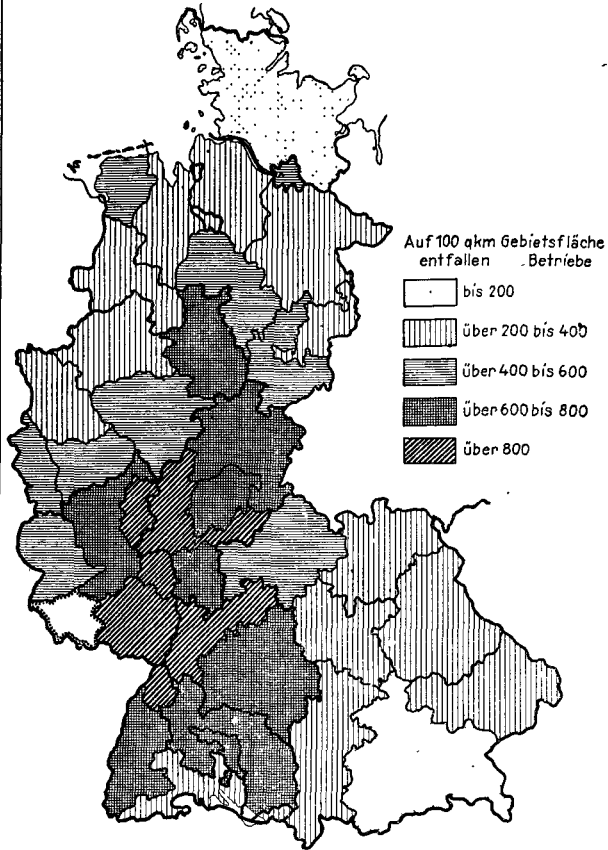 Auf 100 qkm Gebietsfläche
entfallen Betriebe
bis 200
über 200 bis 400
über 400 bis 600
über 600 bis 800
über 800